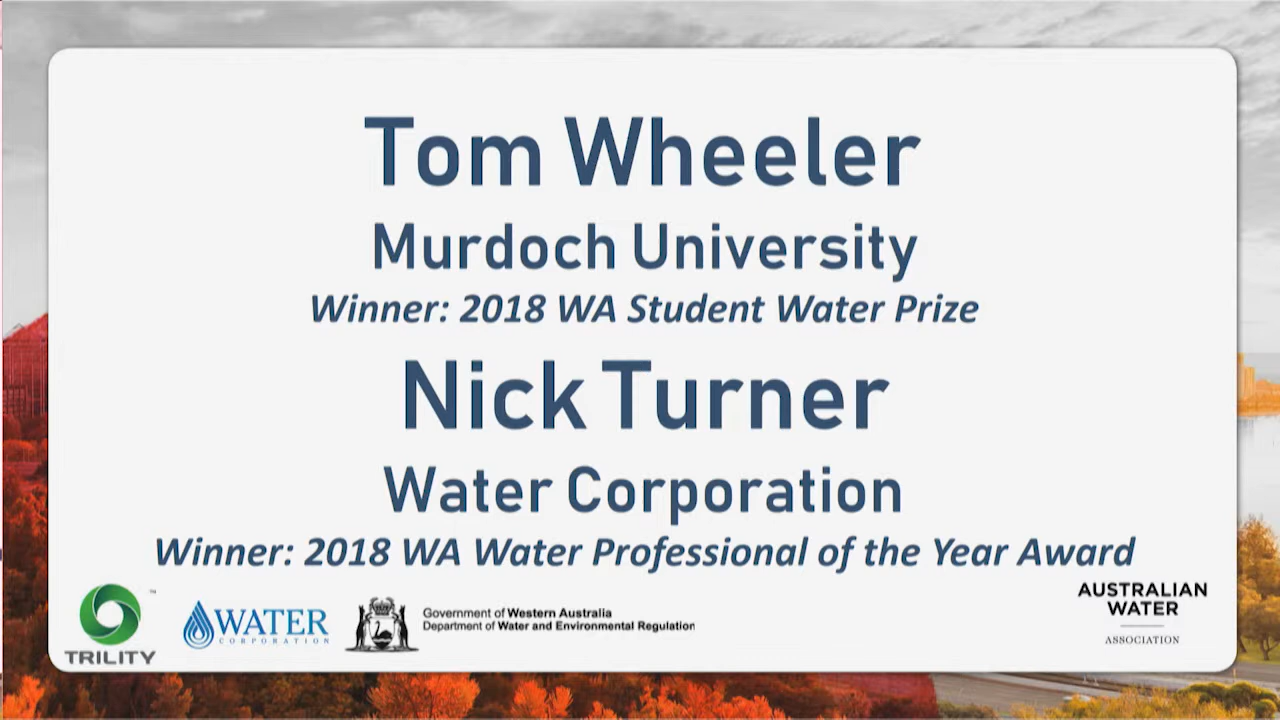 Tom Wheeler
Murdoch University
Winner: 2018 WA Student Water Prize
Nick Turner
Water Corporation
Winner: 2018 WA Water Professional of the Year Award
TRILITY
™
WATER
CORPORATION
Government of Western Australia
Department of Water and Environmental Regulation
AUSTRALIAN
WATER
ASSOCIATION